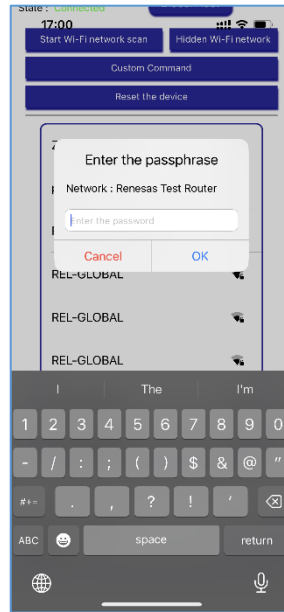 State : Connected
17:00
Start Wi-Fi network scan
Hidden Wi-Fi network
Custom Command
Reset the device
Enter the passphrase
Network : Renesas Test Router
Enter the password
Cancel
OK
REL-GLOBAL
REL-GLOBAL
REL-GLOBAL
I
The
I'm
1 2 3 4 5 6 7 8 9 0
- / : ; ( ) $ & @ "
#+= . , ? ! '
ABC
space
return